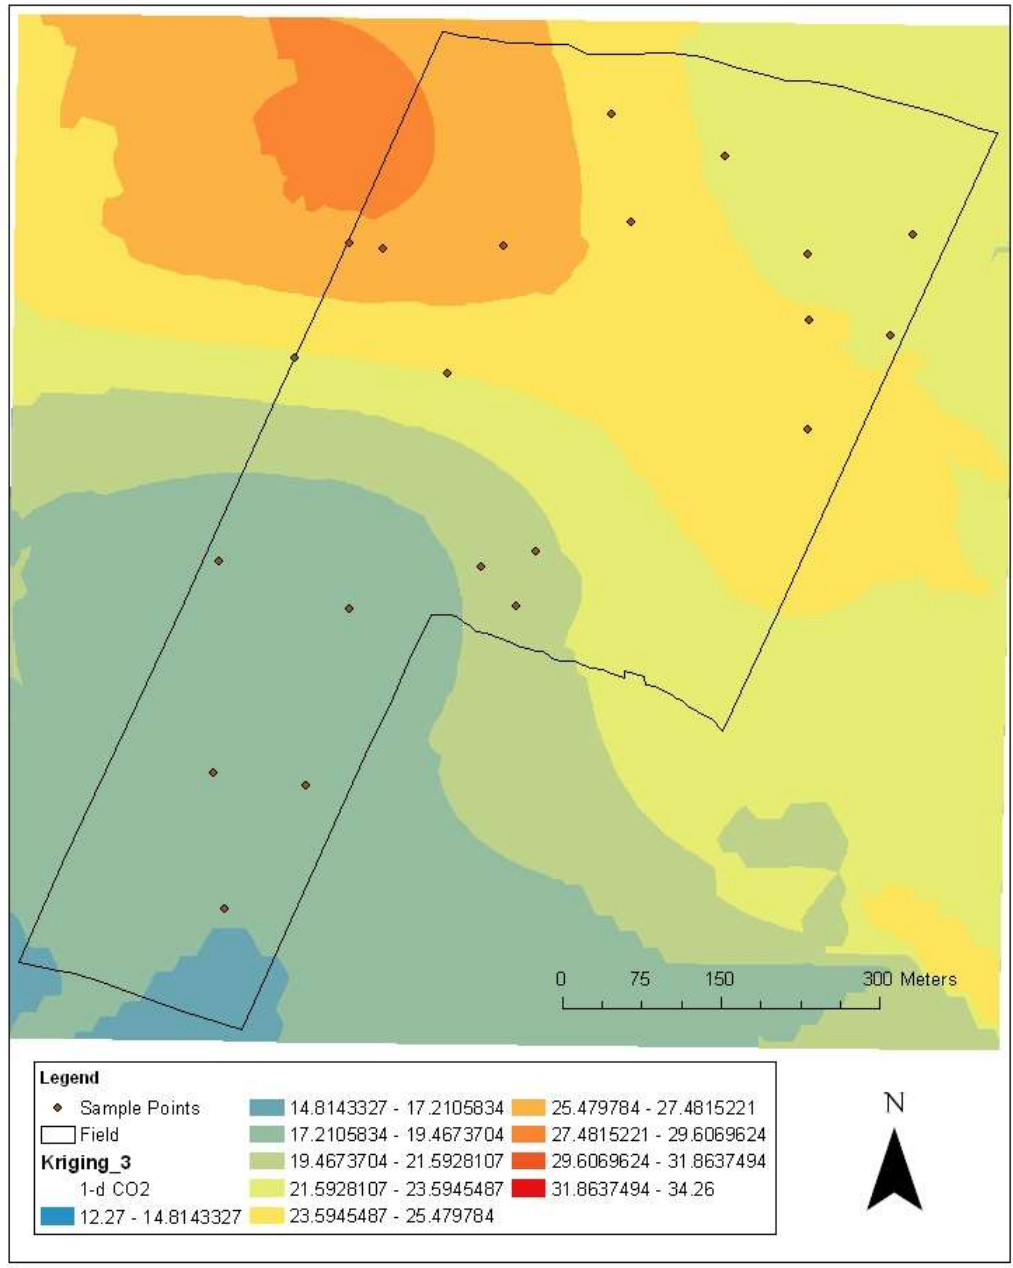 0 75 150 300 Meters
Legend
Sample Points
Field
Kriging_3
1-d CO2
12.27 - 14.8143327
14.8143327 - 17.2105834
17.2105834 - 19.4673704
19.4673704 - 21.5928107
21.5928107 - 23.5945487
23.5945487 - 25.479784
25.479784 - 27.4815221
27.4815221 - 29.6069624
29.6069624 - 31.8637494
31.8637494 - 34.26
N